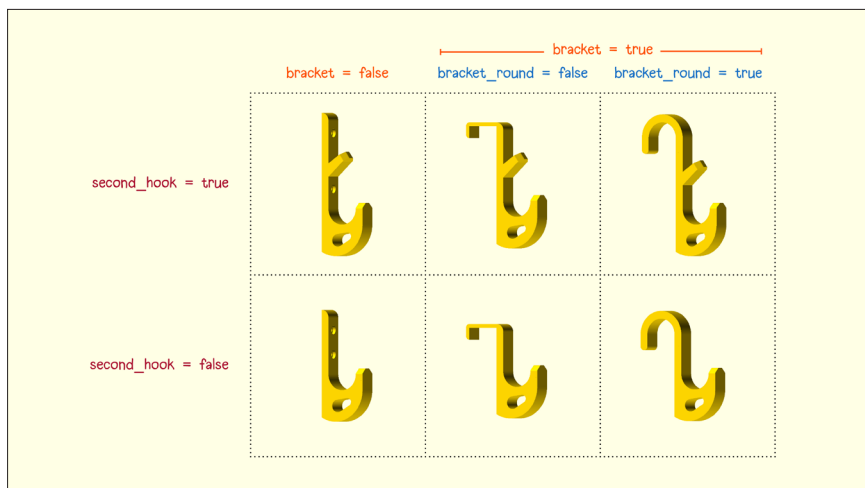 bracket = true
bracket = false
bracket_round = false
bracket_round = true
second_hook = true
second_hook = false